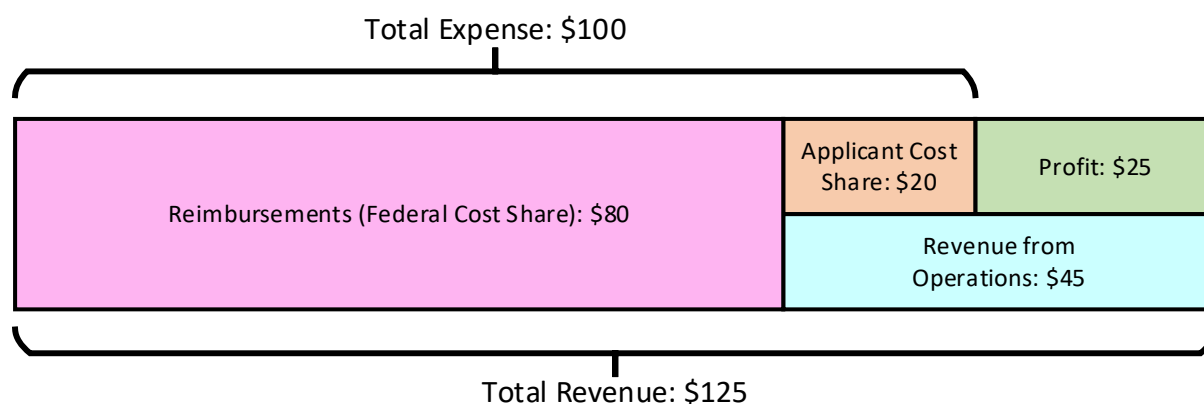 Total Expense: $100
Reimbursements (Federal Cost Share): $80
Applicant Cost
Share: $20
Profit: $25
Revenue from
Operations: $45
Total Revenue: $125